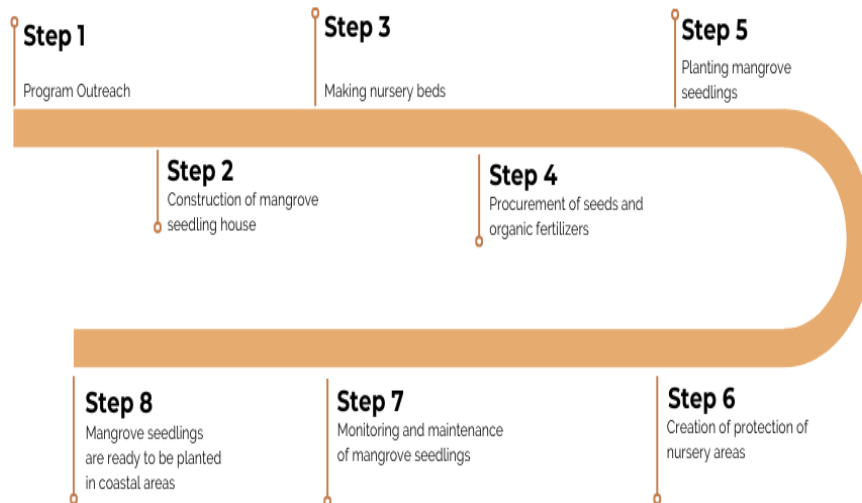 Step 1
Program Outreach
Step 2
Construction of mangrove
seedling house
Step 3
Making nursery beds
Step 4
Procurement of seeds and
organic fertilizers
Step 5
Planting mangrove
seedlings
Step 6
Creation of protection of
nursery areas
Step 7
Monitoring and maintenance
of mangrove seedlings
Step 8
Mangrove seedlings
are ready to be planted
in coastal areas